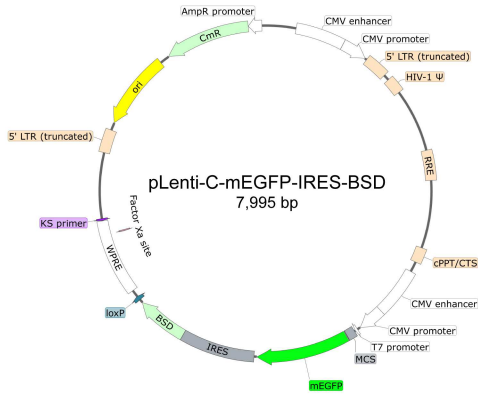 AmpR promoter
CMV enhancer
CMV promoter
5' LTR (truncated)
HIV-1 Ψ
CmR
ori
5' LTR (truncated)
RRE
pLenti-C-mEGFP-IRES-BSD
7,995 bp
KS primer
Factor Xa site
WPRE
cPPT/CTS
loxP
CMV enhancer
BSD
IRES
CMV promoter
T7 promoter
MCS
mEGFP